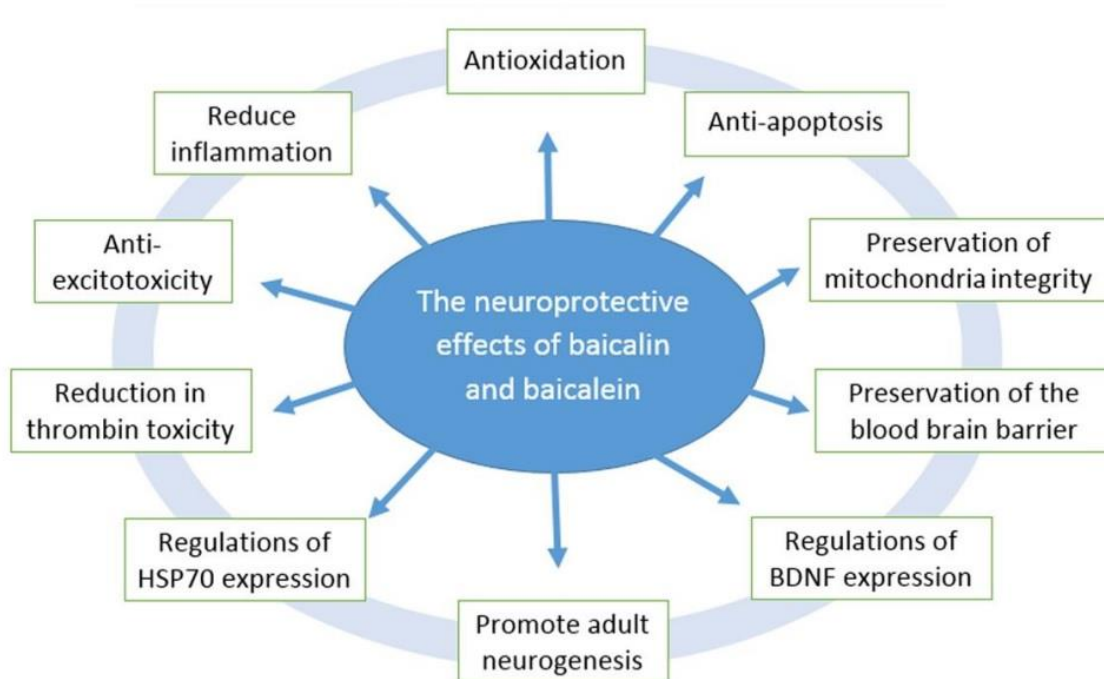 Antioxidation
Anti-apoptosis
Preservation of
mitochondria integrity
Preservation of the
blood brain barrier
Regulations of
BDNF expression
Promote adult
neurogenesis
Regulations of
HSP70 expression
Reduction in
thrombin toxicity
Anti-
excitotoxicity
Reduce
inflammation
The neuroprotective
effects of baicalin
and baicalein